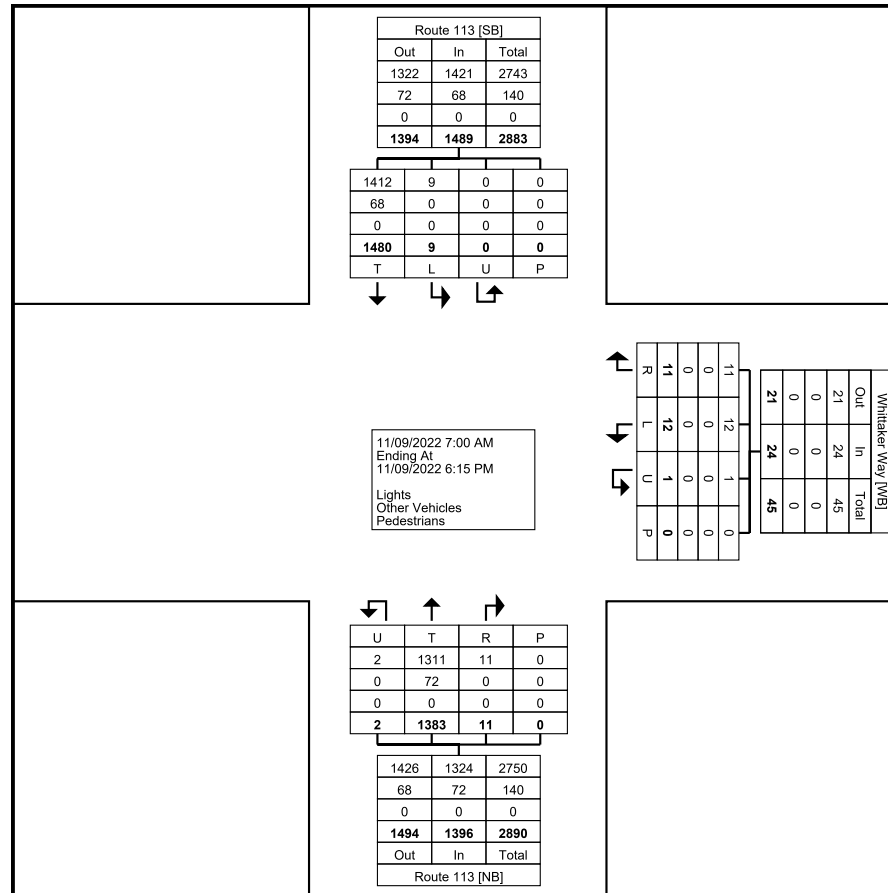 Route 113 [SB]
Out In Total
1322 1421 2743
72 68 140
0 0 0
1394 1489 2883
1412 9 0 0
68 0 0 0
0 0 0 0
1480 9 0 0
T L U P
Whittaker Way [WB]
Out In Total
21 24 45
0 0 0
0 0 0
21 24 45
11 12 1 0
0 0 0 0
0 0 0 0
11 12 1 0
R L U P
11/09/2022 7:00 AM
Ending At
11/09/2022 6:15 PM
Lights
Other Vehicles
Pedestrians
U T R P
2 1311 11 0
0 72 0 0
0 0 0 0
2 1383 11 0
1426 1324 2750
68 72 140
0 0 0
1494 1396 2890
Out In Total
Route 113 [NB]